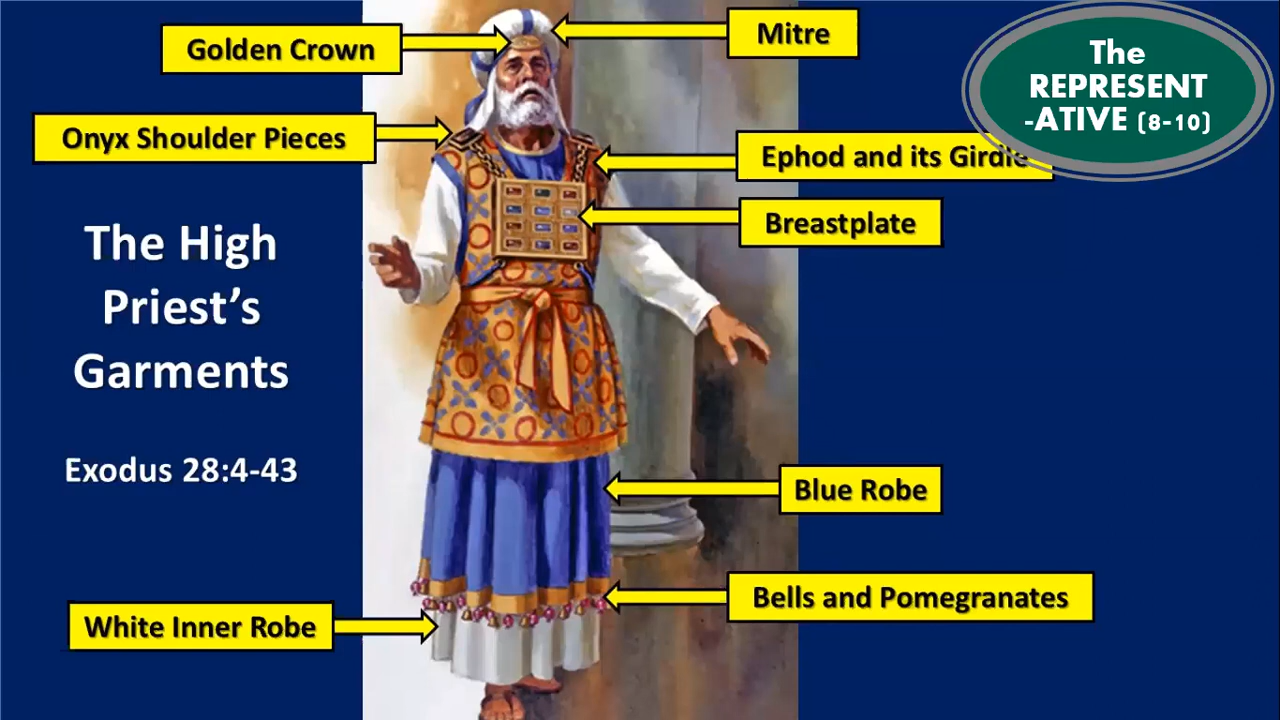 Golden Crown
Mitre
The
REPRESENT
-ATIVE (8-10)
Onyx Shoulder Pieces
Ephod and its Girdle
Breastplate
The High
Priest's
Garments
Exodus 28:4-43
Blue Robe
Bells and Pomegranates
White Inner Robe